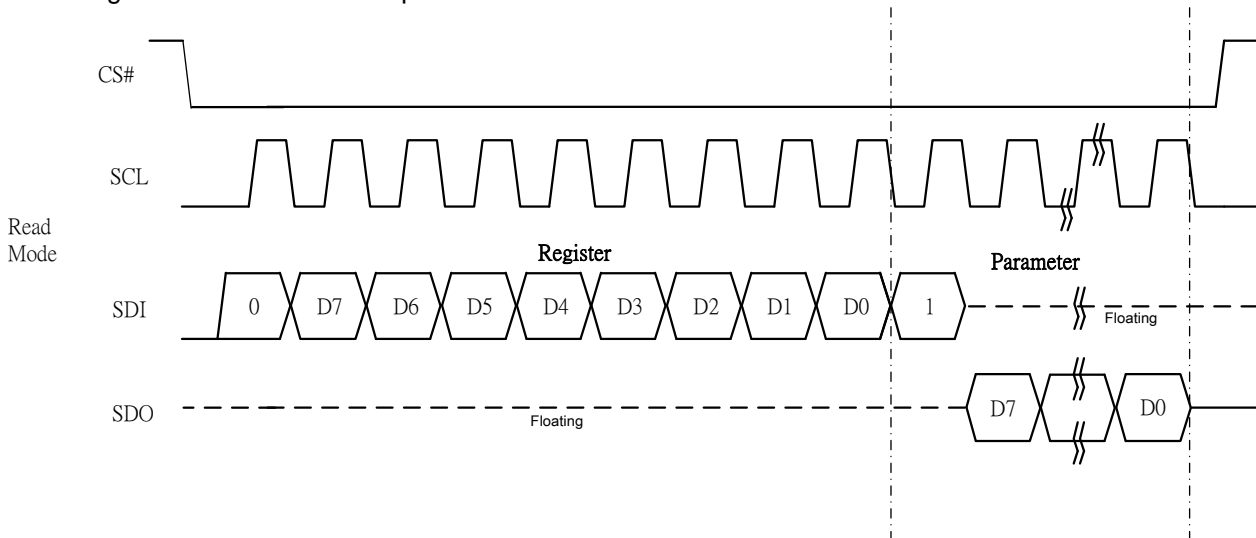 CS#
SCL
Read
Mode
Register
Parameter
SDI
0 D7 D6 D5 D4 D3 D2 D1 D0 1
Floating
SDO
D7 D0
Floating